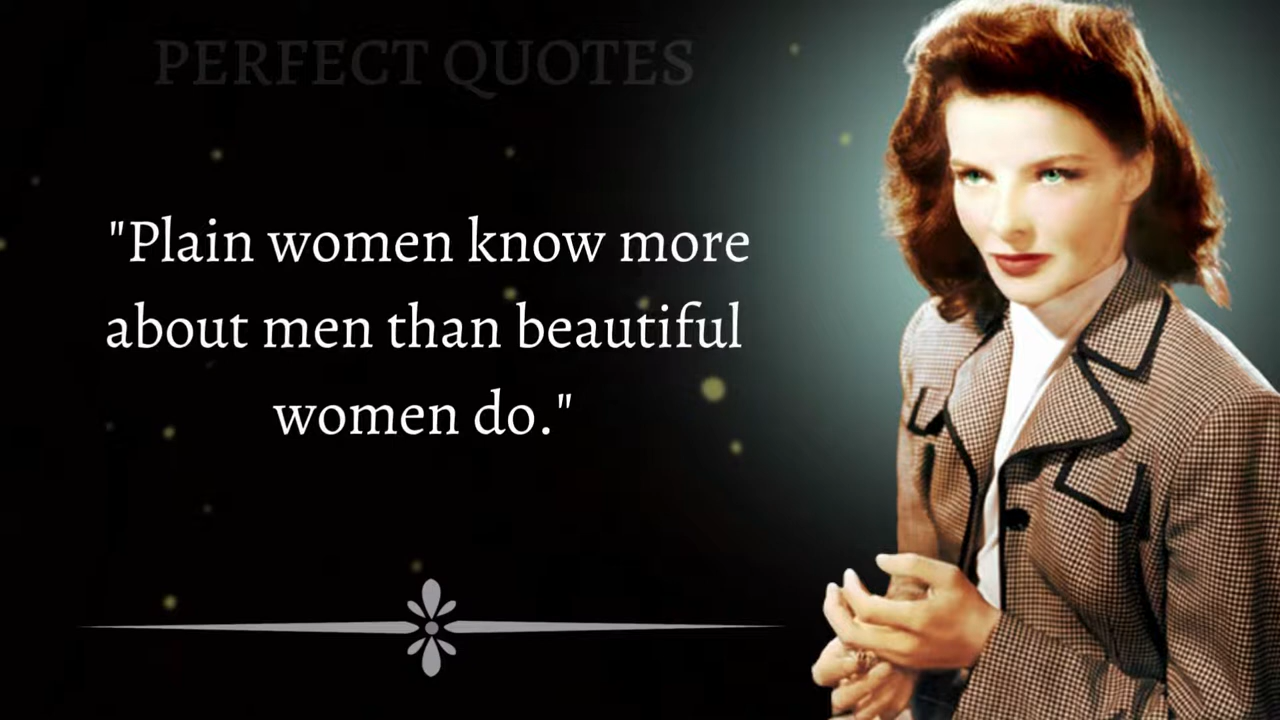 PERFECT QUOTES
"Plain women know more
about men than beautiful
women do."